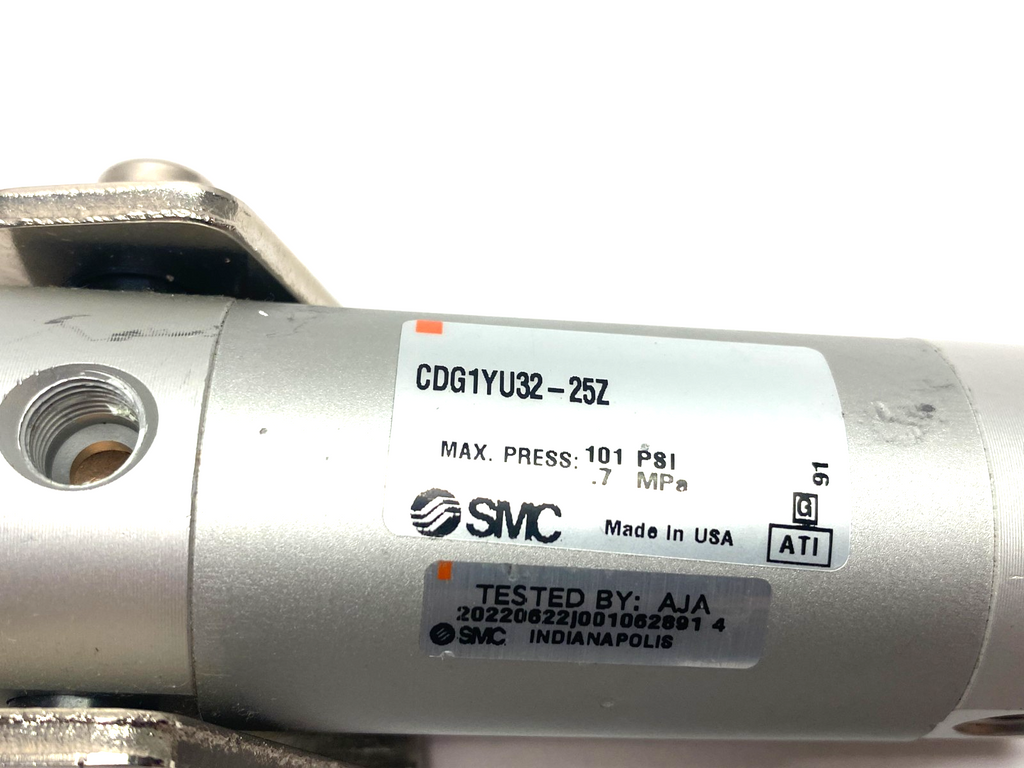 CDG1YU32-25Z
MAX. PRESS: 101 PSI
.7 MPa
SMC Made in USA
91
G
ATI
TESTED BY: AJA
20220622|001062891 4
SMC INDIANAPOLIS